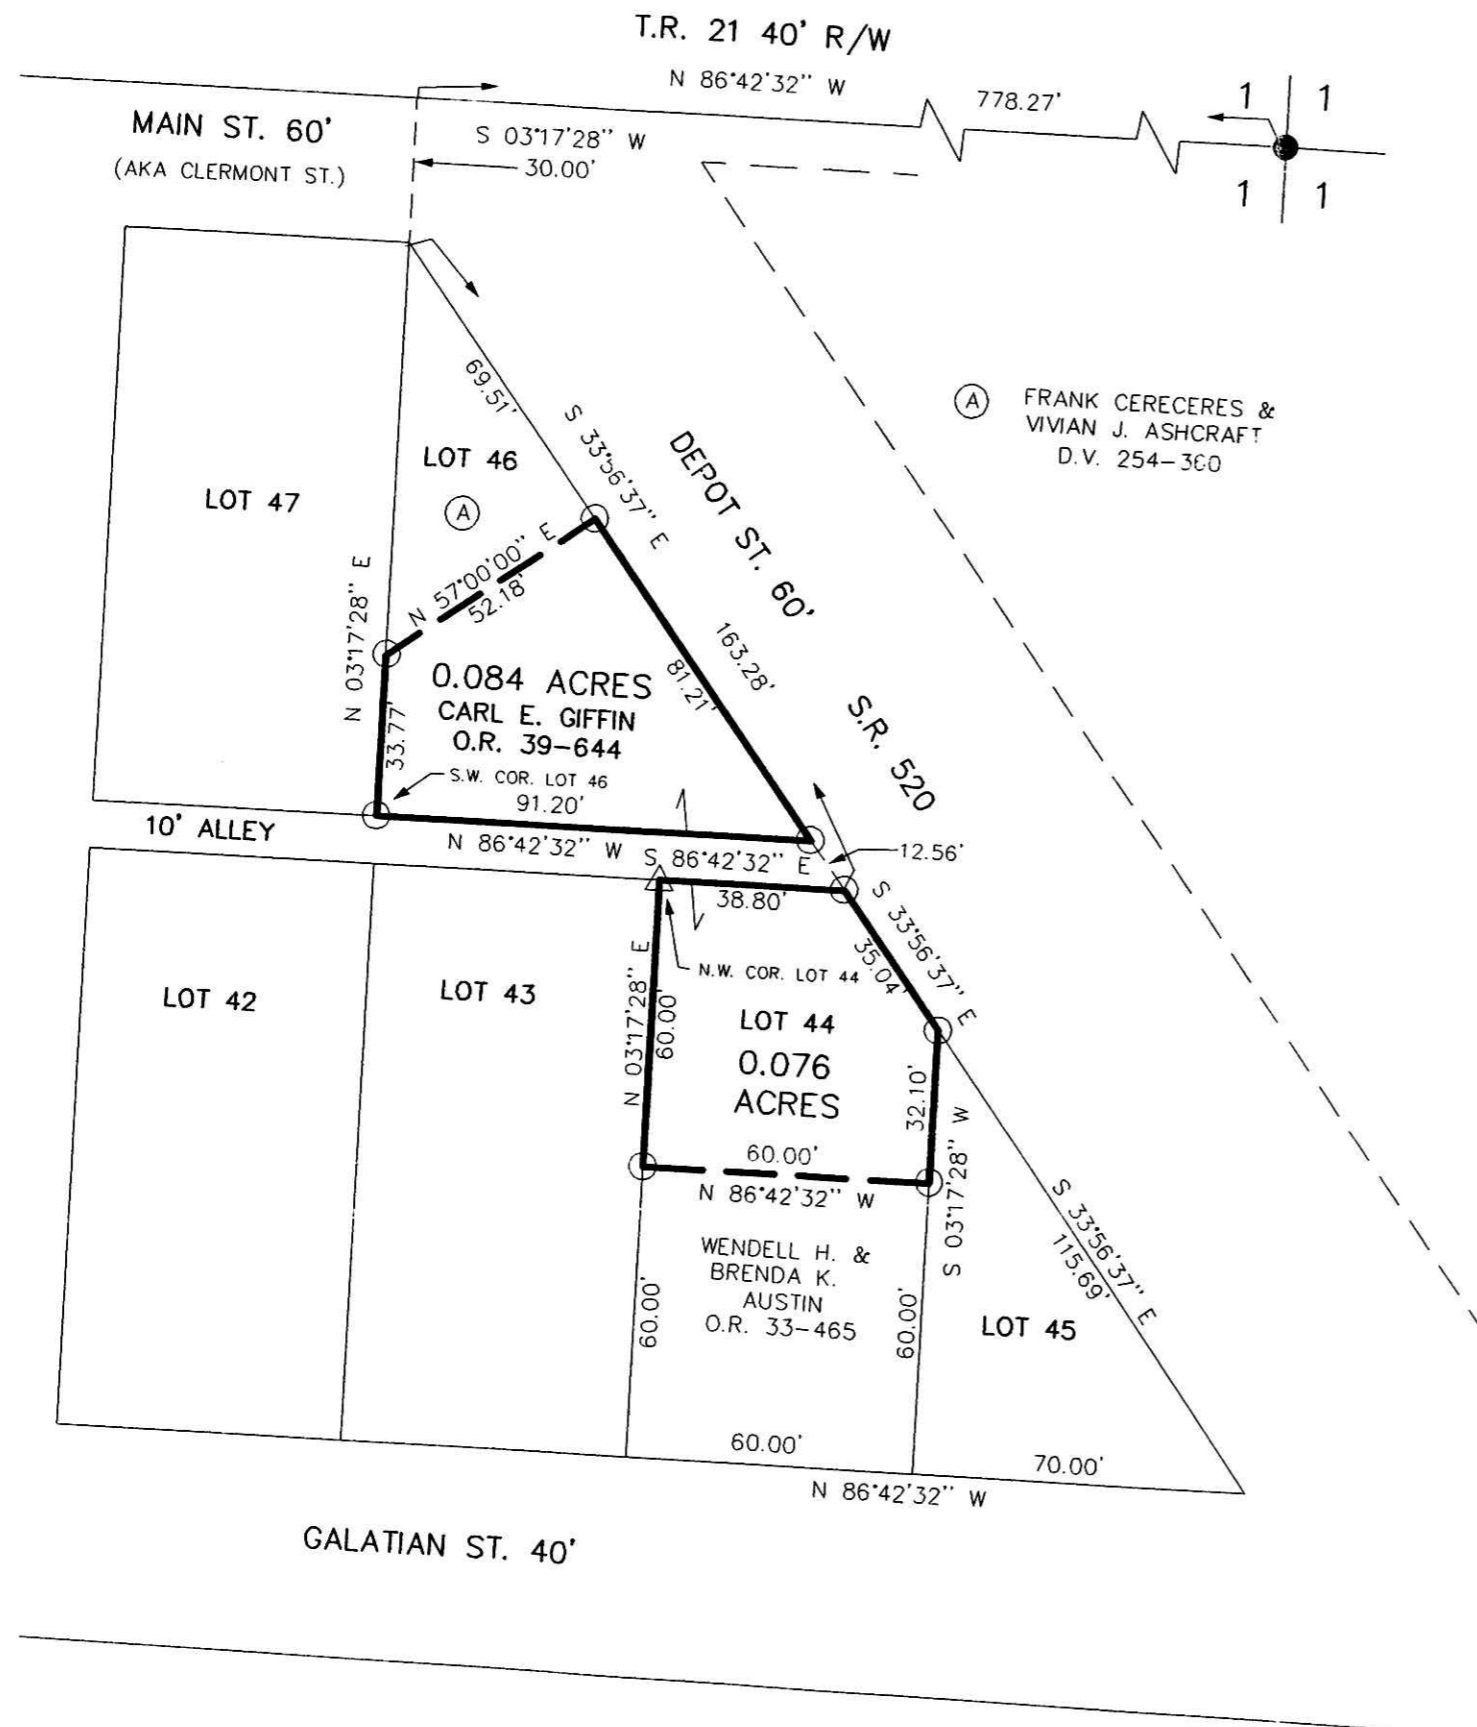 T.R. 21 40' R/W
N 86°42'32" W
778.27'
1 1
1 1
MAIN ST. 60'
(AKA CLERMONT ST.)
S 03°17'28" W
30.00'
69.51'
S 33°56'37" E
DEPOT ST. 60'
A
FRANK CERECERES &
VIVIAN J. ASHCRAFT
D.V. 254-360
LOT 46
A
LOT 47
N 57°00'00" E
52.18'
N 03°17'28" E
33.77'
0.084 ACRES
CARL E. GIFFIN
O.R. 39-644
S.W. COR. LOT 46
91.20'
163.28'
81.21'
S.R. 520
10' ALLEY
N 86°42'32" W
S 86°42'32" E
12.56'
38.80'
S 33°56'37" E
35.04'
N.W. COR. LOT 44
N 03°17'28" E
60.00'
LOT 42
LOT 43
LOT 44
0.076
ACRES
32.10'
S 03°17'28" W
60.00'
N 86°42'32" W
WENDELL H. &
BRENDA K.
AUSTIN
O.R. 33-465
60.00'
60.00'
S 33°56'37" E
115.69'
LOT 45
60.00'
70.00'
N 86°42'32" W
GALATIAN ST. 40'